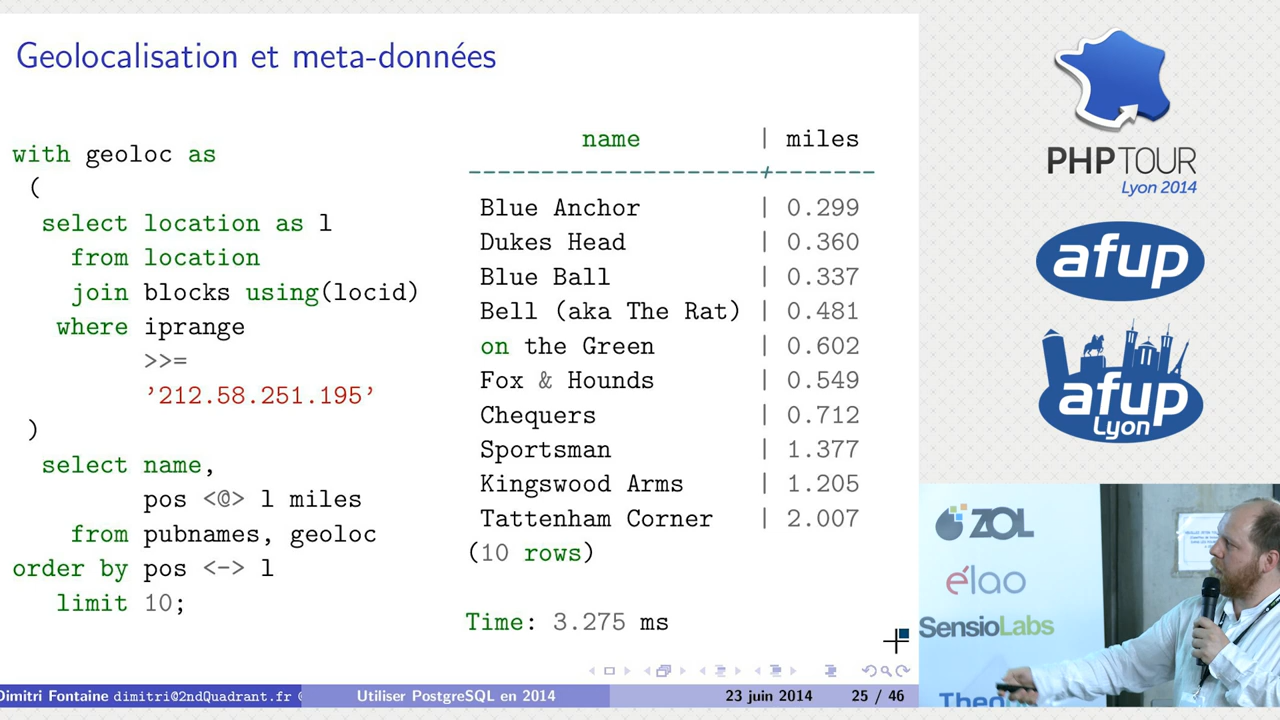 Geolocalisation et meta-données
with geoloc as
(
select location as l
from location
join blocks using(locid)
where iprange
>>=
'212.58.251.195'
)
select name,
pos <@> l miles
from pubnames, geoloc
order by pos <-> l
limit 10;
name | miles
--------------------+-------
Blue Anchor | 0.299
Dukes Head | 0.360
Blue Ball | 0.337
Bell (aka The Rat) | 0.481
on the Green | 0.602
Fox & Hounds | 0.549
Chequers | 0.712
Sportsman | 1.377
Kingswood Arms | 1.205
Tattenham Corner | 2.007
(10 rows)
Time: 3.275 ms
Dimitri Fontaine dimitri@2ndQuadrant.fr
Utiliser PostgreSQL en 2014
23 juin 2014 25 / 46
PHP TOUR
Lyon 2014
afup
afup
Lyon
ZOL
élao
SensioLabs